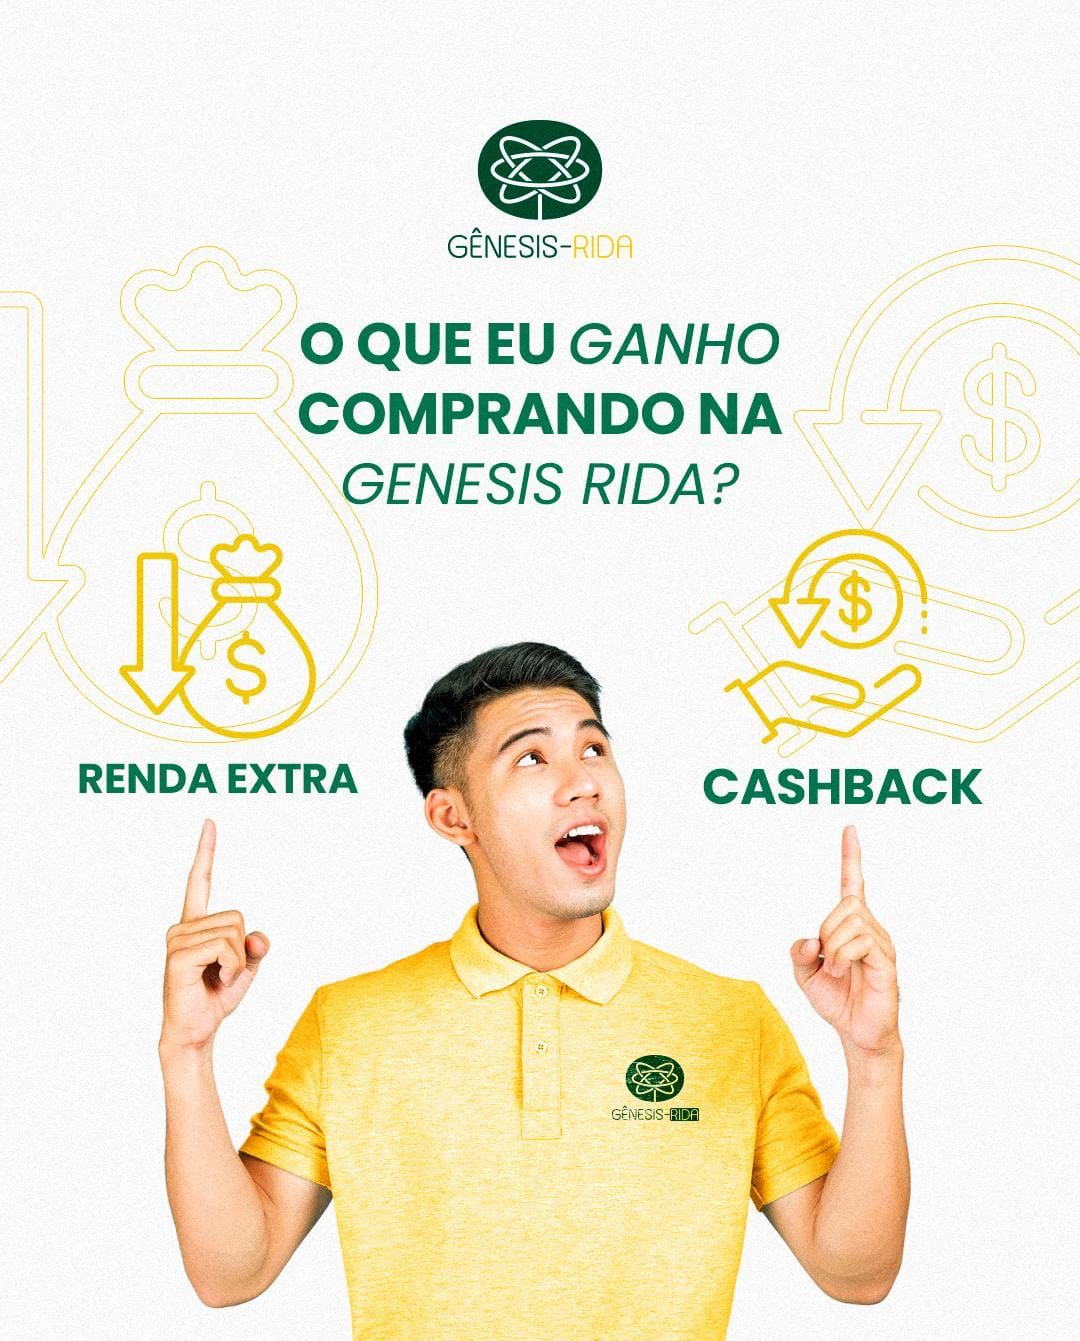 GÊNESIS-RIDA
O QUE EU GANHO
COMPRANDO NA
GENESIS RIDA?
$
$
$
$
RENDA EXTRA
CASHBACK
GÊNESIS-RIDA